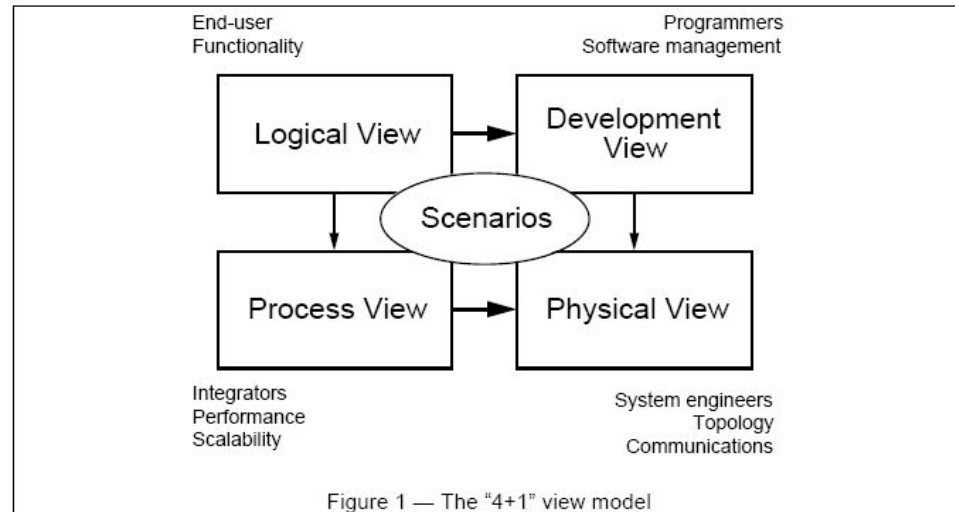 End-user
Functionality
Programmers
Software management
Logical View
Development
View
Scenarios
Process View
Physical View
Integrators
Performance
Scalability
System engineers
Topology
Communications
Figure 1 — The “4+1” view model